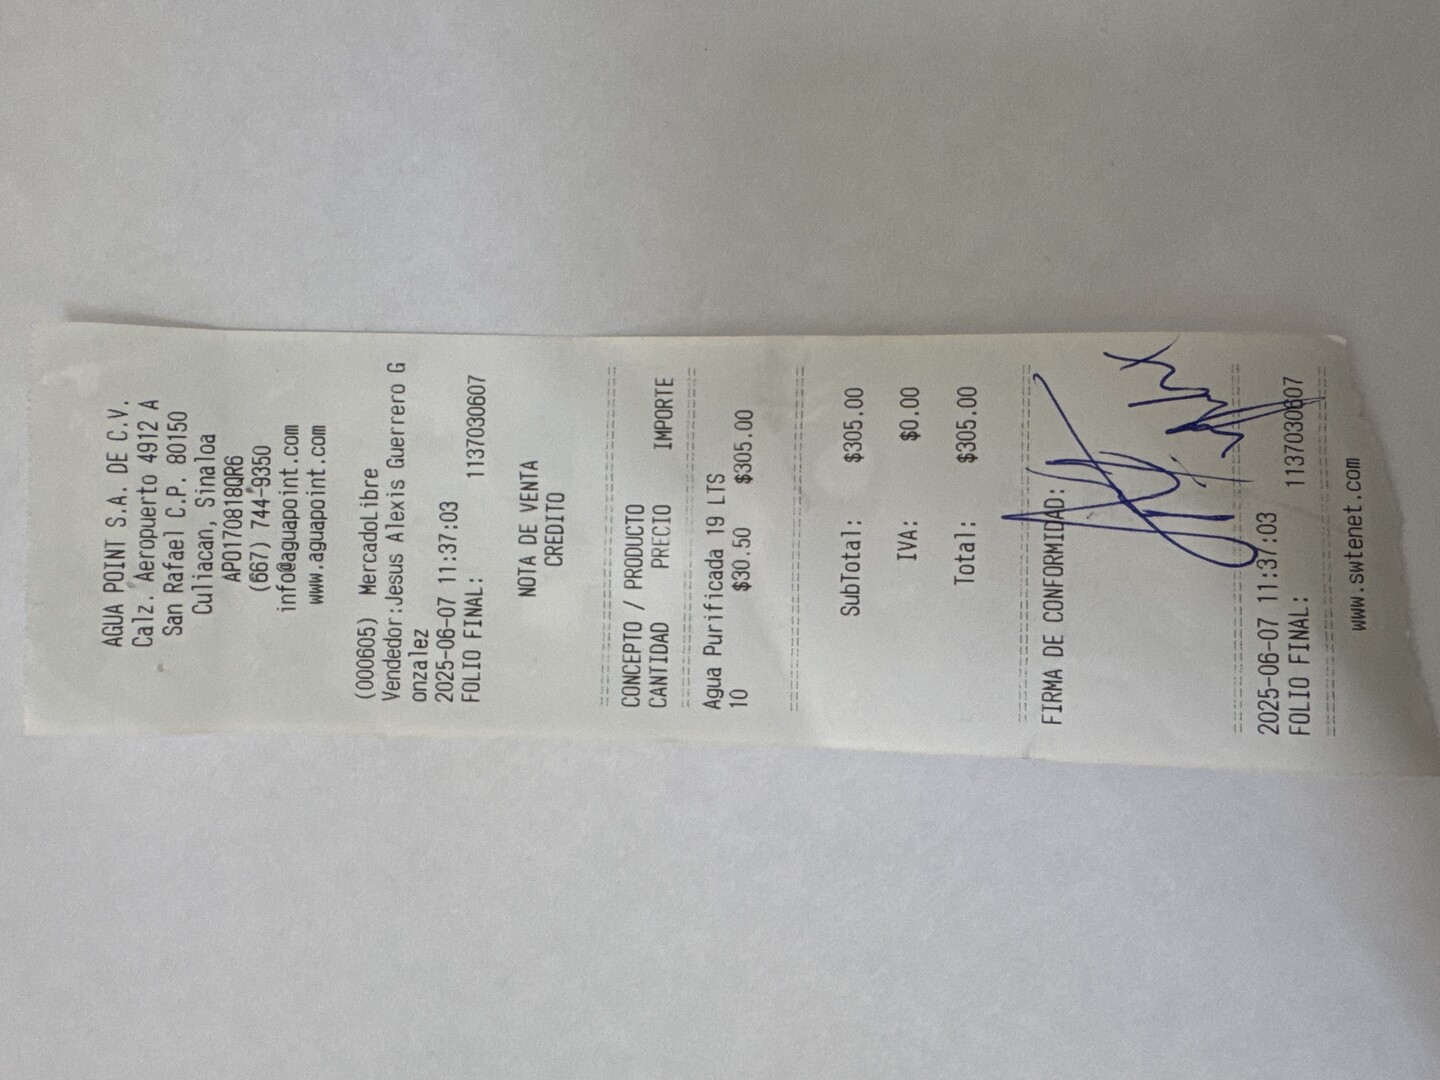 AGUA POINT S.A. DE C.V.
Calz. Aeropuerto 4912 A
San Rafael C.P. 80150
Culiacan, Sinaloa
APO170818QR6
(667) 744-9350
info@aguapoint.com
www.aguapoint.com
(000605) MercadoLibre
Vendedor:Jesus Alexis Guerrero G
onzalez
2025-06-07 11:37:03
FOLIO FINAL: 1137030607
NOTA DE VENTA
CREDITO
CONCEPTO / PRODUCTO
CANTIDAD PRECIO IMPORTE
Agua Purificada 19 LTS
10 $30.50 $305.00
SubTotal: $305.00
IVA: $0.00
Total: $305.00
FIRMA DE CONFORMIDAD:
2025-06-07 11:37:03
FOLIO FINAL: 1137030607
www.swtenet.com